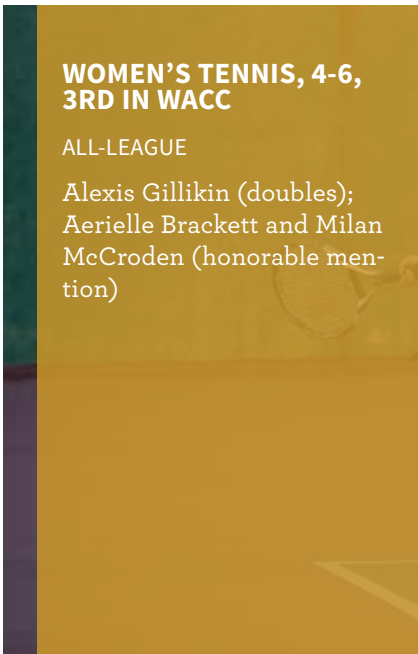 WOMEN’S TENNIS, 4-6,
3RD IN WACC
ALL-LEAGUE
Alexis Gillikin (doubles);
Aerielle Brackett and Milan
McCroden (honorable men-
tion)